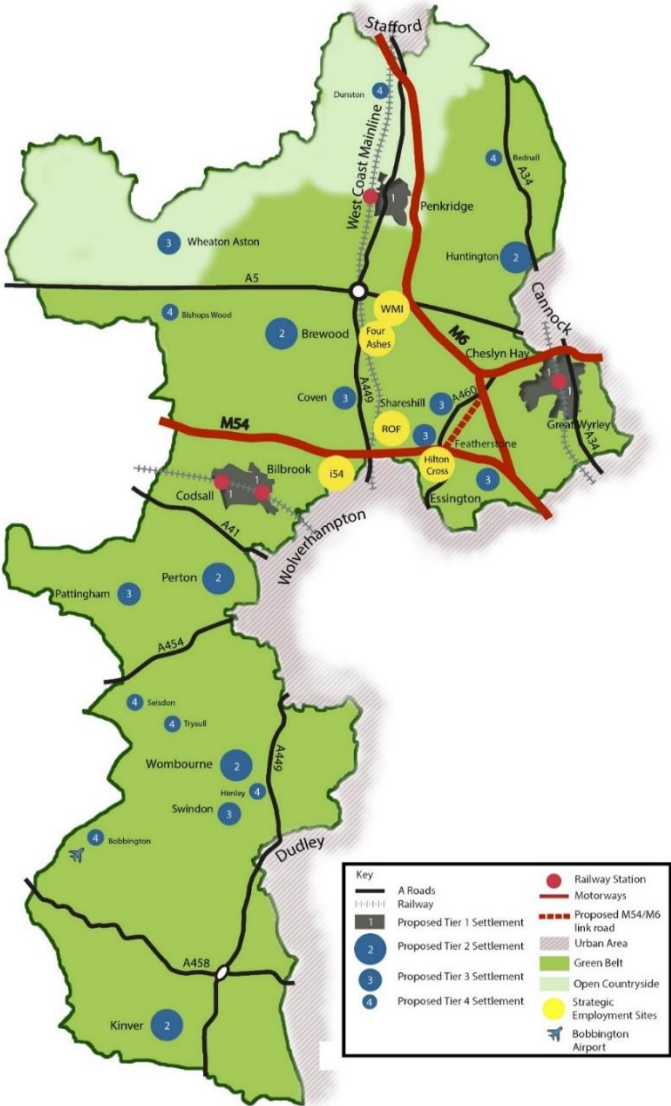 Stafford
4
Dunston
West Coast Mainline
A34
4
Bednall
1
Penkridge
3
Wheaton Aston
Huntington
2
A5
Cannock
WMI
4
Bishops Wood
M6
2
Brewood
Four
Ashes
Cheslyn Hay
A449
1
Coven
3
Shareshill
3
A460
Great Wyrley
A34
M54
ROF
3
Featherstone
Hilton
Cross
Bilbrook
i54
3
Essington
1
1
Codsall
A41
Wolverhampton
Perton
2
Pattingham
3
A454
4
Seisdon
4
Trysull
A449
Wombourne
2
Himley
4
Swindon
3
4
Bobbington
Dudley
A458
Kinver
2
Key
A Roads
Railway
1
Proposed Tier 1 Settlement
2
Proposed Tier 2 Settlement
3
Proposed Tier 3 Settlement
4
Proposed Tier 4 Settlement
Railway Station
Motorways
Proposed M54/M6
link road
Urban Area
Green Belt
Open Countryside
Strategic
Employment Sites
Bobbington
Airport